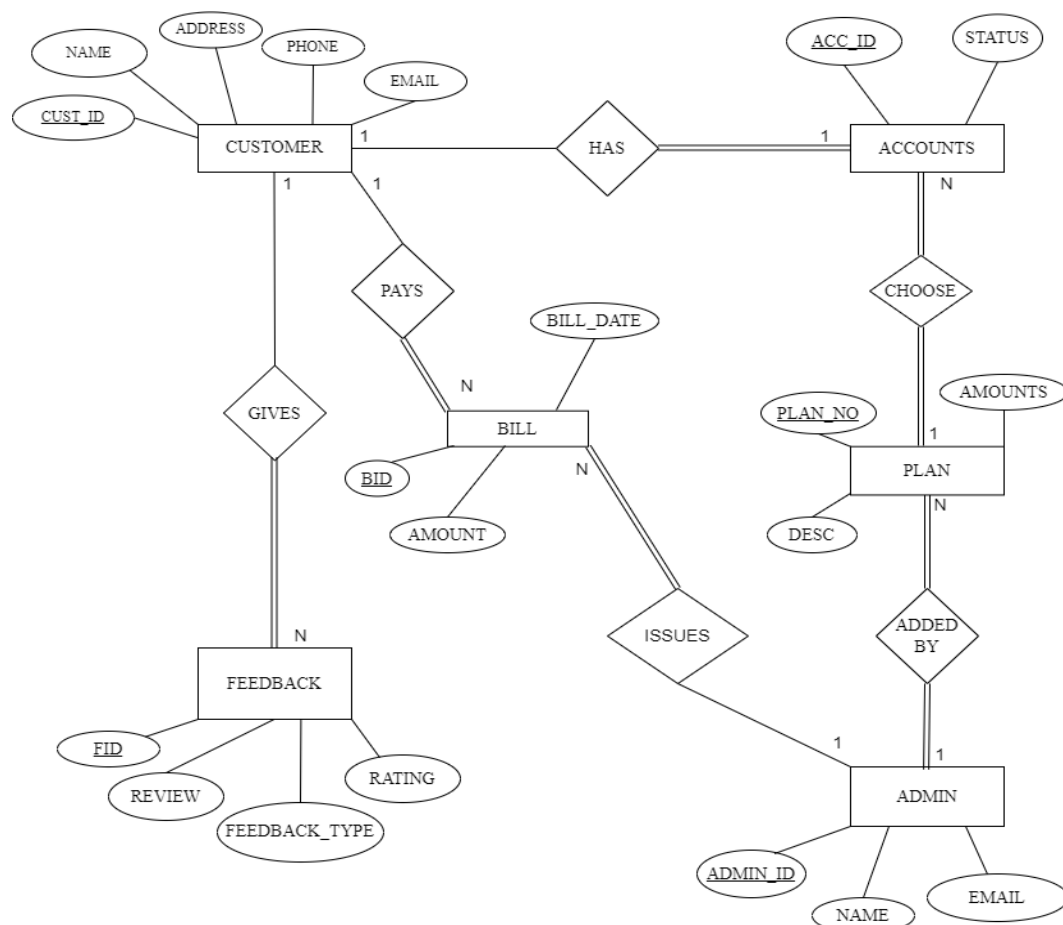 ADDRESS
NAME
PHONE
EMAIL
CUST_ID
ACC_ID
STATUS
CUSTOMER
1
HAS
1
ACCOUNTS
1
1
N
PAYS
CHOOSE
BILL_DATE
N
AMOUNTS
GIVES
PLAN_NO
BILL
1
PLAN
BID
N
N
AMOUNT
DESC
N
ISSUES
ADDED
BY
FEEDBACK
FID
REVIEW
FEEDBACK_TYPE
RATING
1
1
ADMIN
ADMIN_ID
NAME
EMAIL